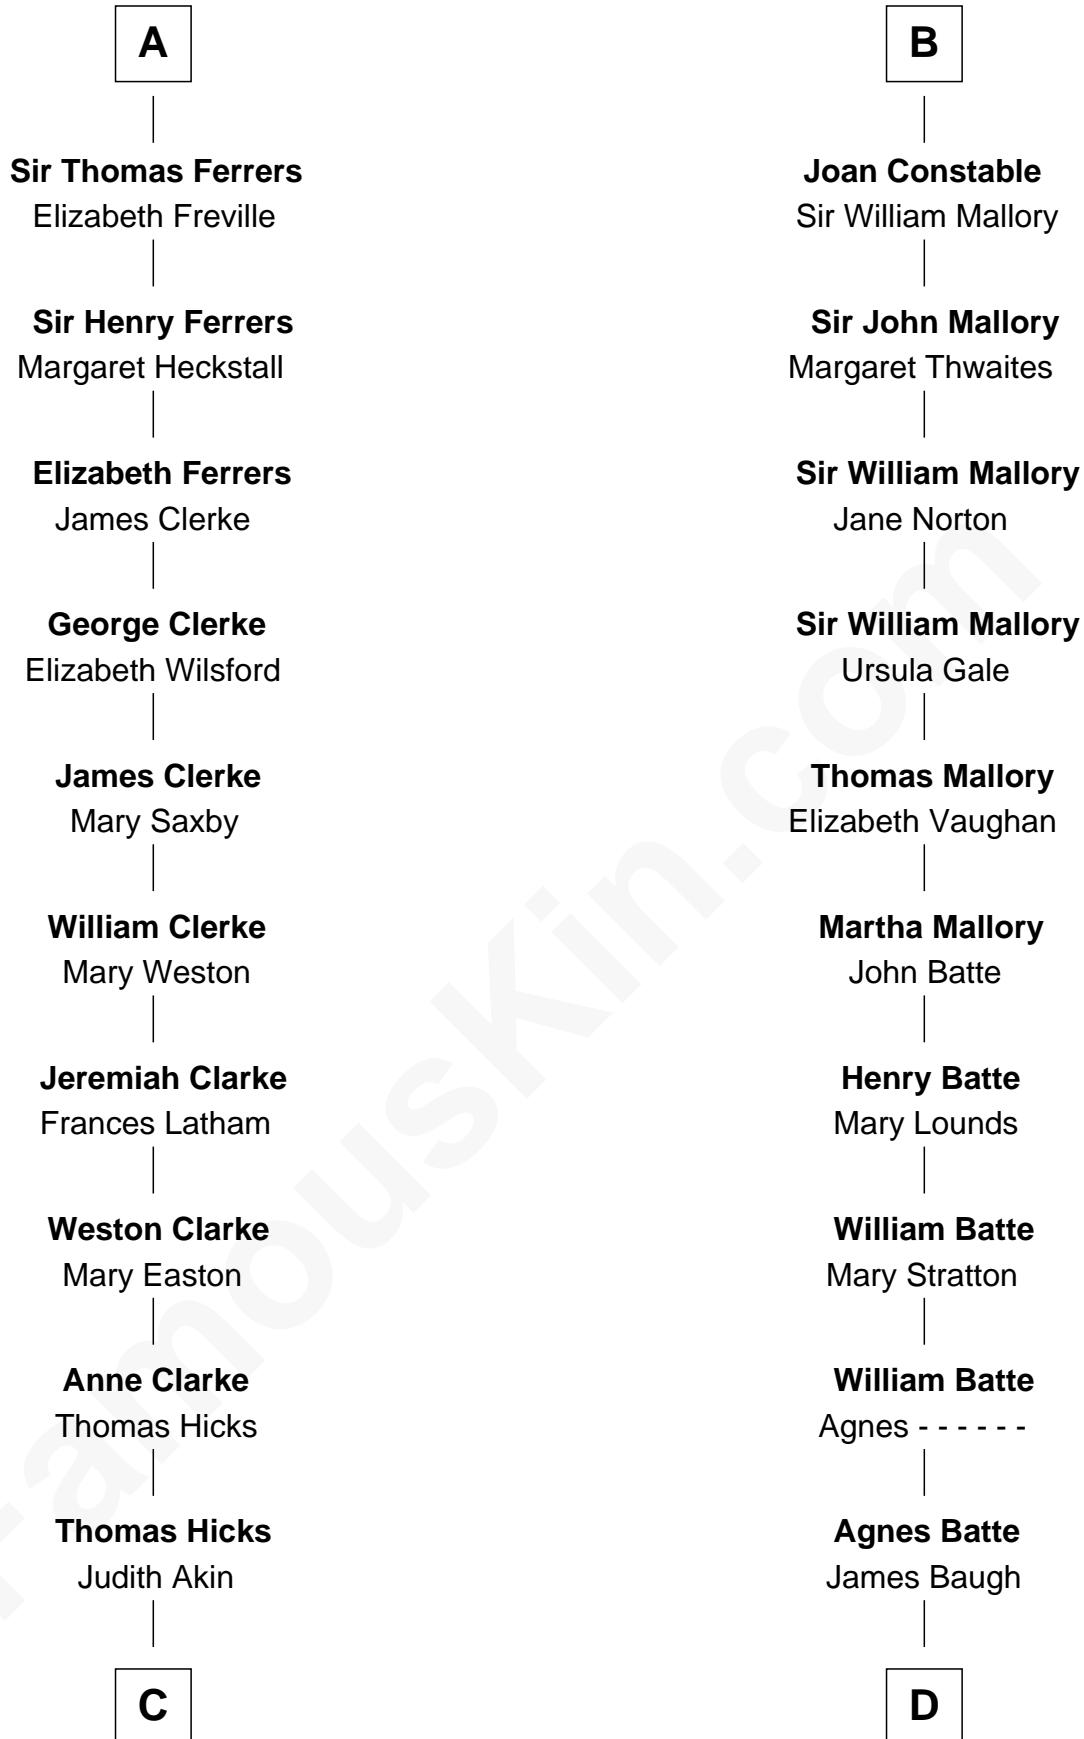 A
Sir Thomas Ferrers
Elizabeth Freville
Sir Henry Ferrers
Margaret Heckstall
Elizabeth Ferrers
James Clerke
George Clerke
Elizabeth Wilsford
James Clerke
Mary Saxby
William Clerke
Mary Weston
Jeremiah Clarke
Frances Latham
Weston Clarke
Mary Easton
Anne Clarke
Thomas Hicks
Thomas Hicks
Judith Akin
C
B
Joan Constable
Sir William Mallory
Sir John Mallory
Margaret Thwaites
Sir William Mallory
Jane Norton
Sir William Mallory
Ursula Gale
Thomas Mallory
Elizabeth Vaughan
Martha Mallory
John Batte
Henry Batte
Mary Lounds
William Batte
Mary Stratton
William Batte
Agnes - - - - - -
Agnes Batte
James Baugh
D
FamousKin.com